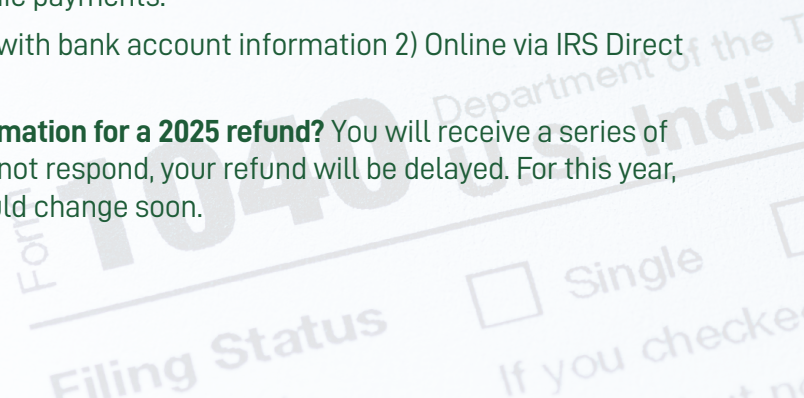 payments.
with bank account information 2) Online via IRS Direct
mation for a 2025 refund? You will receive a series of
not respond, your refund will be delayed. For this year,
ld change soon.
Department of the T
Form 1040 U.S. Indiv
Single
Filing Status
If you checke